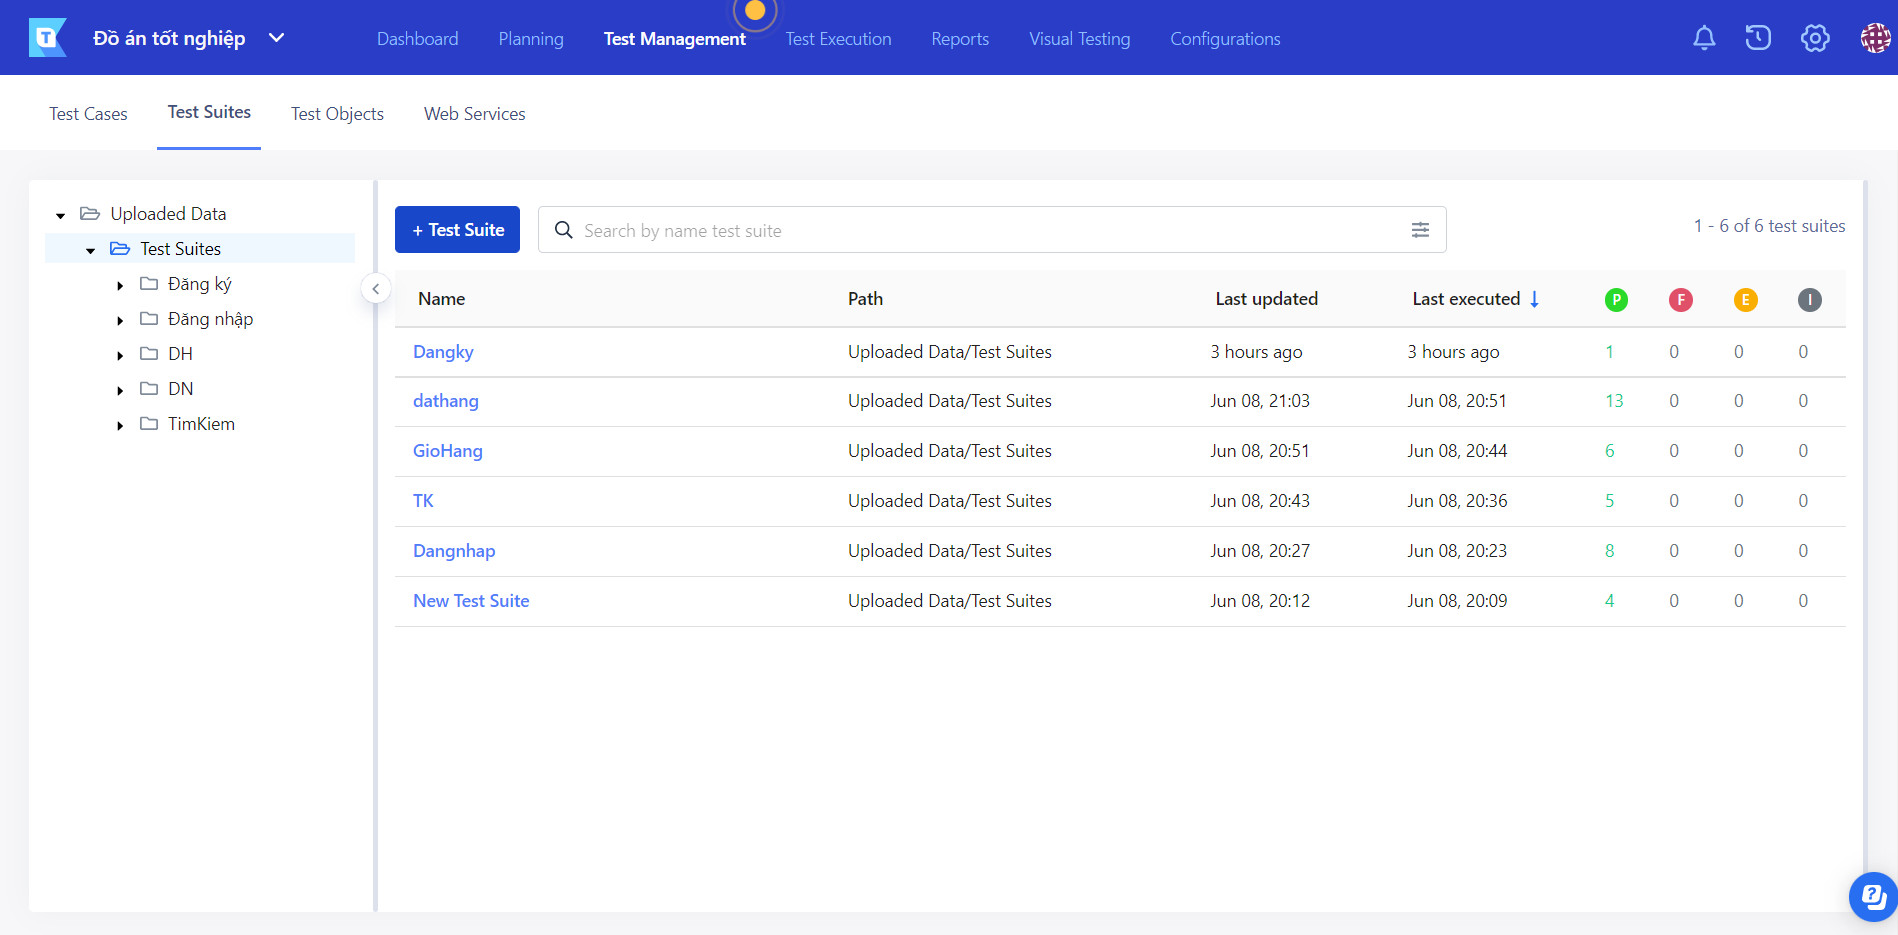 T Đồ án tốt nghiệp Dashboard Planning Test Management Test Execution Reports Visual Testing Configurations
Test Cases Test Suites Test Objects Web Services
Uploaded Data
Test Suites
Đăng ký
Đăng nhập
DH
DN
TimKiem
+ Test Suite Search by name test suite 1 - 6 of 6 test suites
Name Path Last updated Last executed P F E I
Dangky Uploaded Data/Test Suites 3 hours ago 3 hours ago 1 0 0 0
dathang Uploaded Data/Test Suites Jun 08, 21:03 Jun 08, 20:51 13 0 0 0
GioHang Uploaded Data/Test Suites Jun 08, 20:51 Jun 08, 20:44 6 0 0 0
TK Uploaded Data/Test Suites Jun 08, 20:43 Jun 08, 20:36 5 0 0 0
Dangnhap Uploaded Data/Test Suites Jun 08, 20:27 Jun 08, 20:23 8 0 0 0
New Test Suite Uploaded Data/Test Suites Jun 08, 20:12 Jun 08, 20:09 4 0 0 0
?